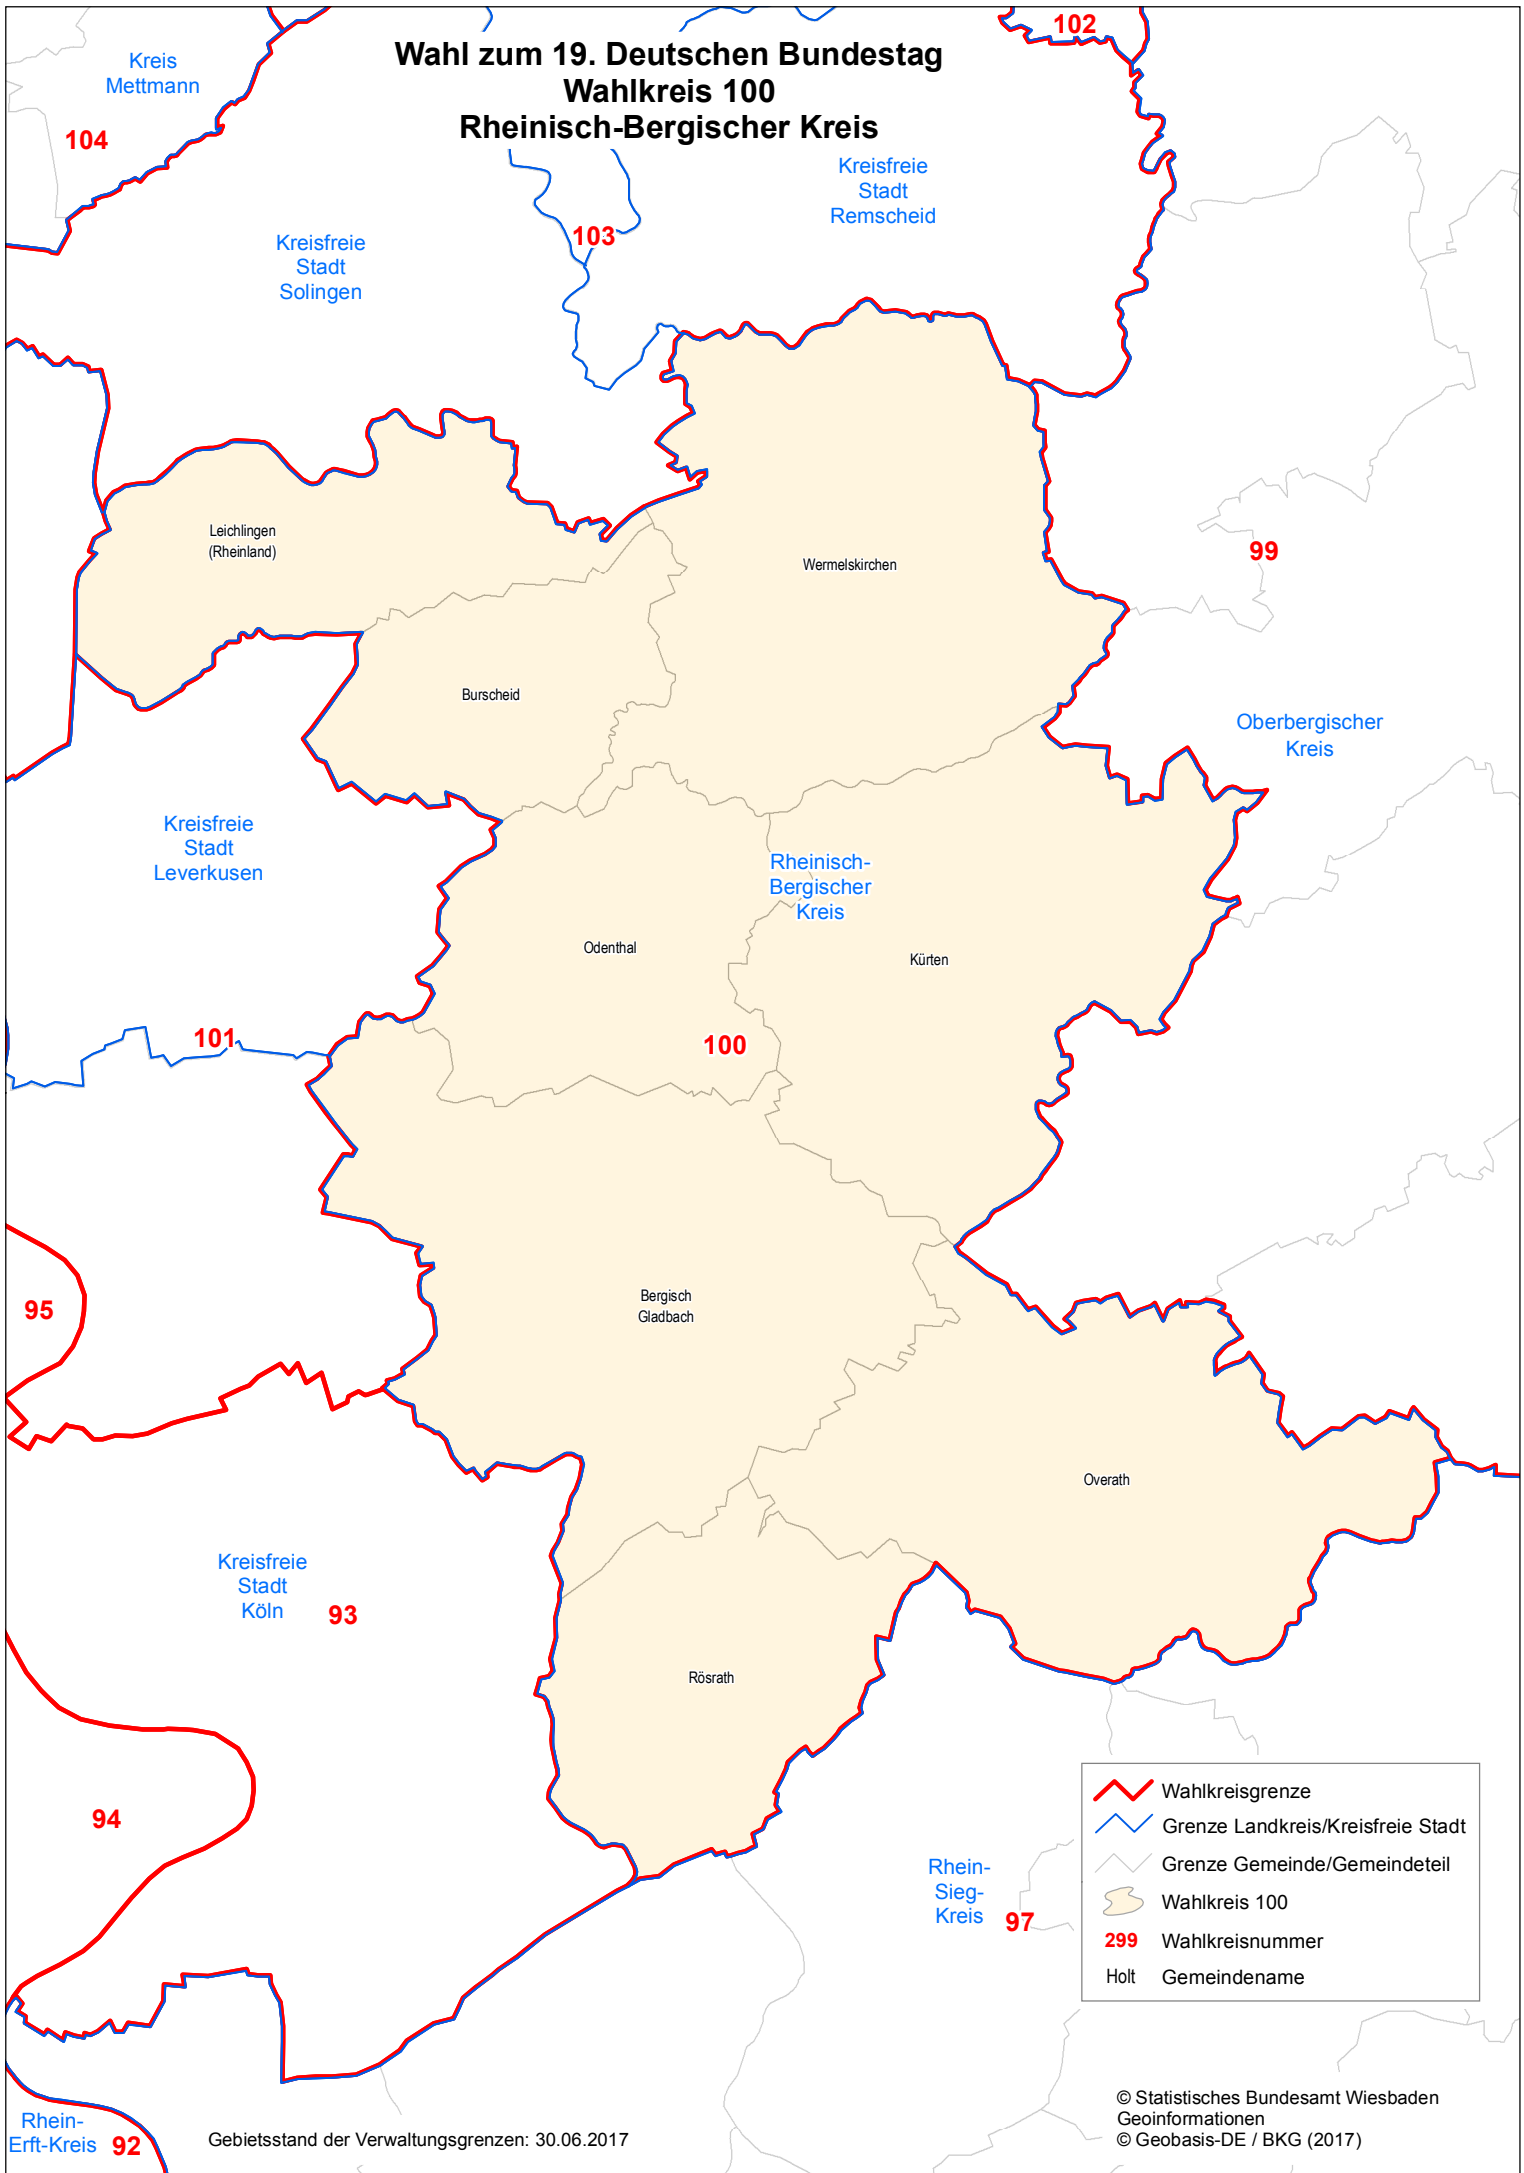 Wahl zum 19. Deutschen Bundestag
Wahlkreis 100
Rheinisch-Bergischer Kreis
102
Kreis
Mettmann
104
Kreisfreie
Stadt
Remscheid
103
Kreisfreie
Stadt
Solingen
Leichlingen
(Rheinland)
Wermelskirchen
99
Burscheid
Oberbergischer
Kreis
Kreisfreie
Stadt
Leverkusen
Rheinisch-
Bergischer
Kreis
Odenthal
Kürten
101
100
95
Bergisch
Gladbach
Overath
Kreisfreie
Stadt
Köln
93
Rösrath
94
Rhein-
Sieg-
Kreis
97
Wahlkreisgrenze
Grenze Landkreis/Kreisfreie Stadt
Grenze Gemeinde/Gemeindeteil
Wahlkreis 100
299 Wahlkreisnummer
Holt Gemeindename
Rhein-
Erft-Kreis
92
Gebietsstand der Verwaltungsgrenzen: 30.06.2017
© Statistisches Bundesamt Wiesbaden
Geoinformationen
© Geobasis-DE / BKG (2017)